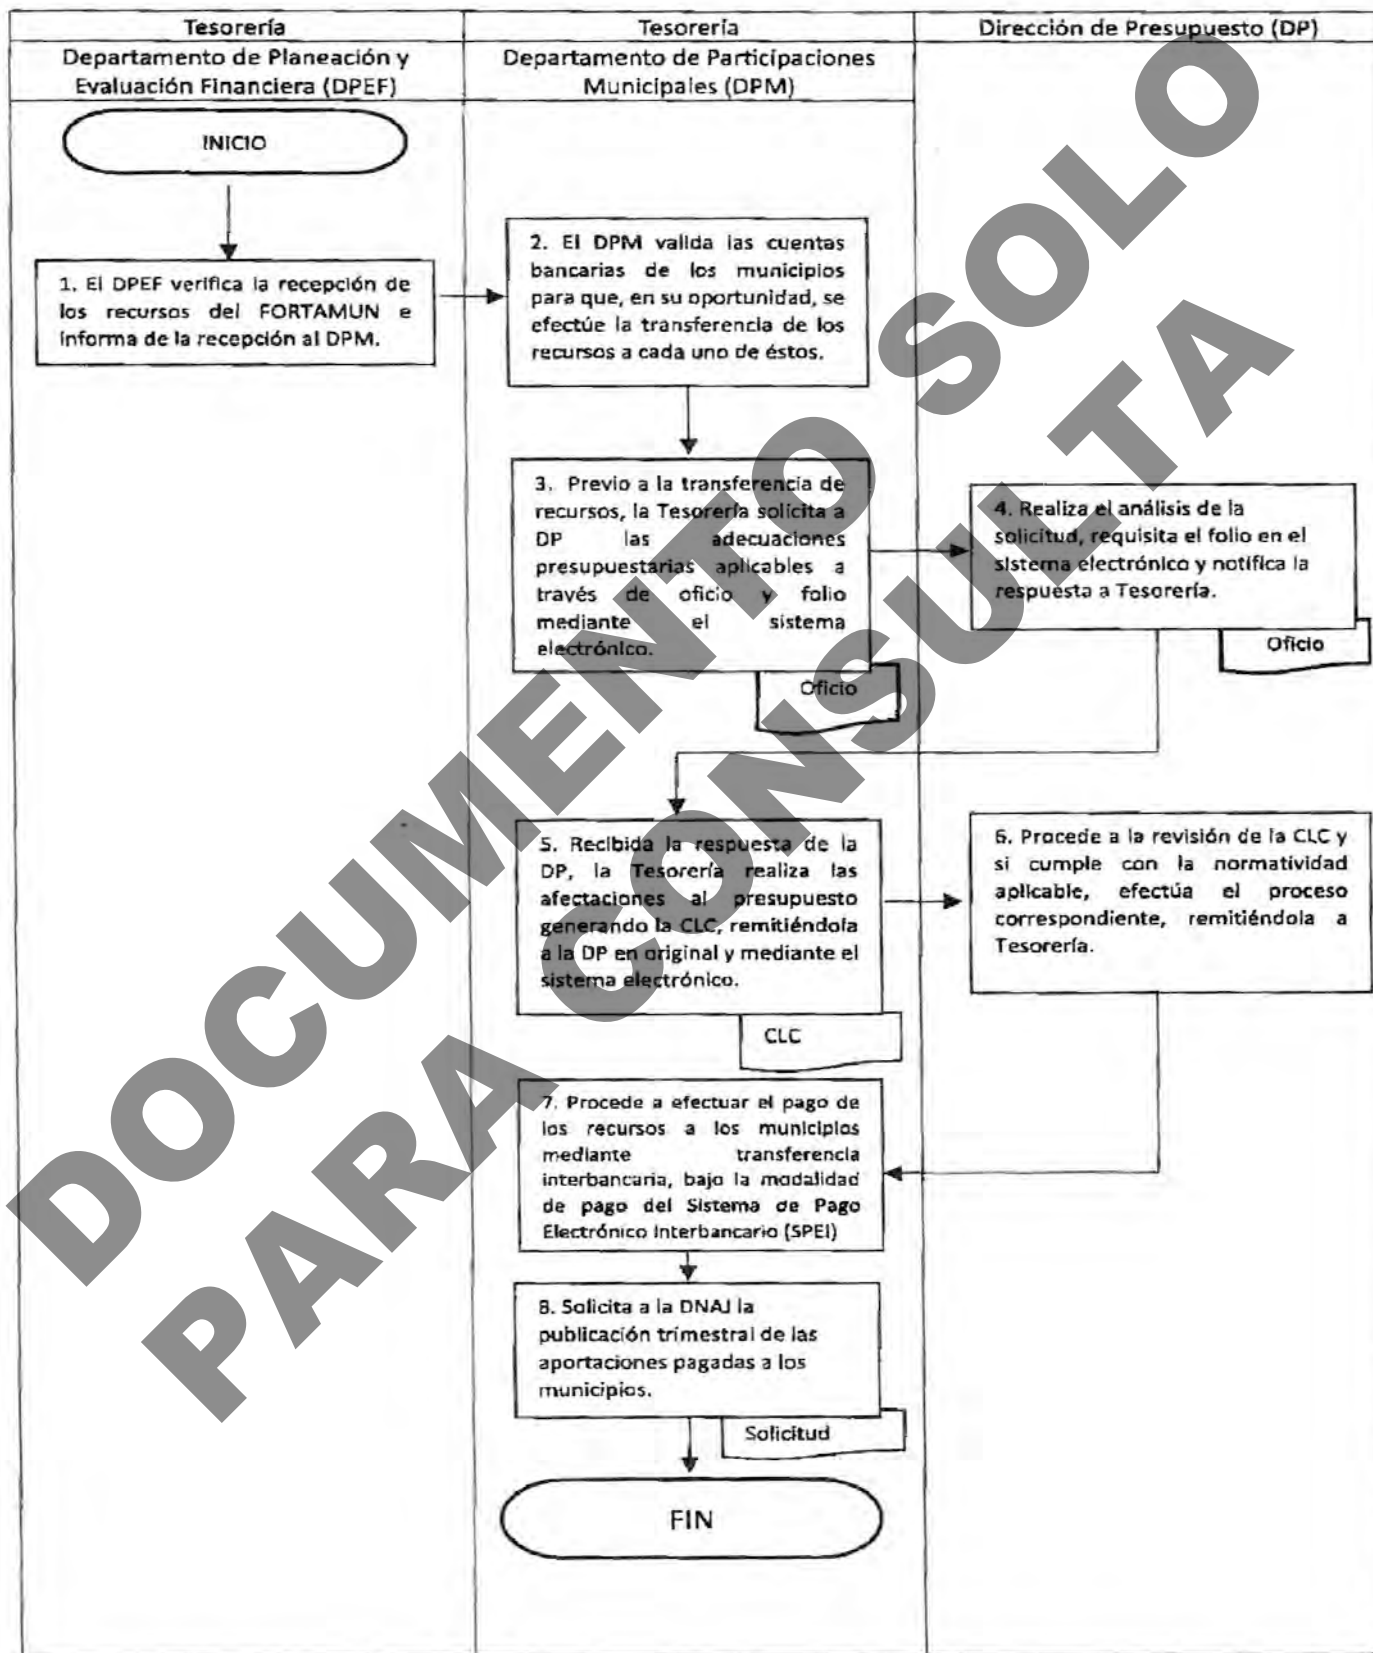 Tesorería
Tesorería
Dirección de Presupuesto (DP)
Departamento de Planeación y
Evaluación Financiera (DPEF)
Departamento de Participaciones
Municipales (DPM)
INICIO
1. El DPEF verifica la recepción de
los recursos del FORTAMUN e
informa de la recepción al DPM.
2. El DPM valida las cuentas
bancarias de los municipios
para que, en su oportunidad, se
efectúe la transferencia de los
recursos a cada uno de éstos.
3. Previo a la transferencia de
recursos, la Tesorería solicita a
DP las adecuaciones
presupuestarias aplicables a
través de oficio y folio
mediante el sistema
electrónico.
Oficio
4. Realiza el análisis de la
solicitud, requisita el folio en el
sistema electrónico y notifica la
respuesta a Tesorería.
Oficio
5. Recibida la respuesta de la
DP, la Tesorería realiza las
afectaciones al presupuesto
generando la CLC, remitiéndola
a la DP en original y mediante el
sistema electrónico.
CLC
6. Procede a la revisión de la CLC y
si cumple con la normatividad
aplicable, efectúa el proceso
correspondiente, remitiéndola a
Tesorería.
7. Procede a efectuar el pago de
los recursos a los municipios
mediante transferencia
interbancaria, bajo la modalidad
de pago del Sistema de Pago
Electrónico Interbancario (SPEI)
8. Solicita a la DNAJ la
publicación trimestral de las
aportaciones pagadas a los
municipios.
Solicitud
FIN
DOCUMENTO SOLO
PARA CONSULTA